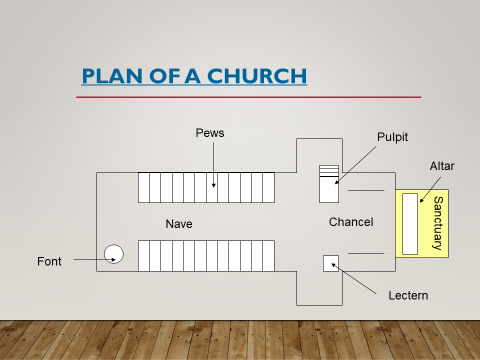 PLAN OF A CHURCH
Pews
Pulpit
Altar
Sanctuary
Nave
Chancel
Font
Lectern